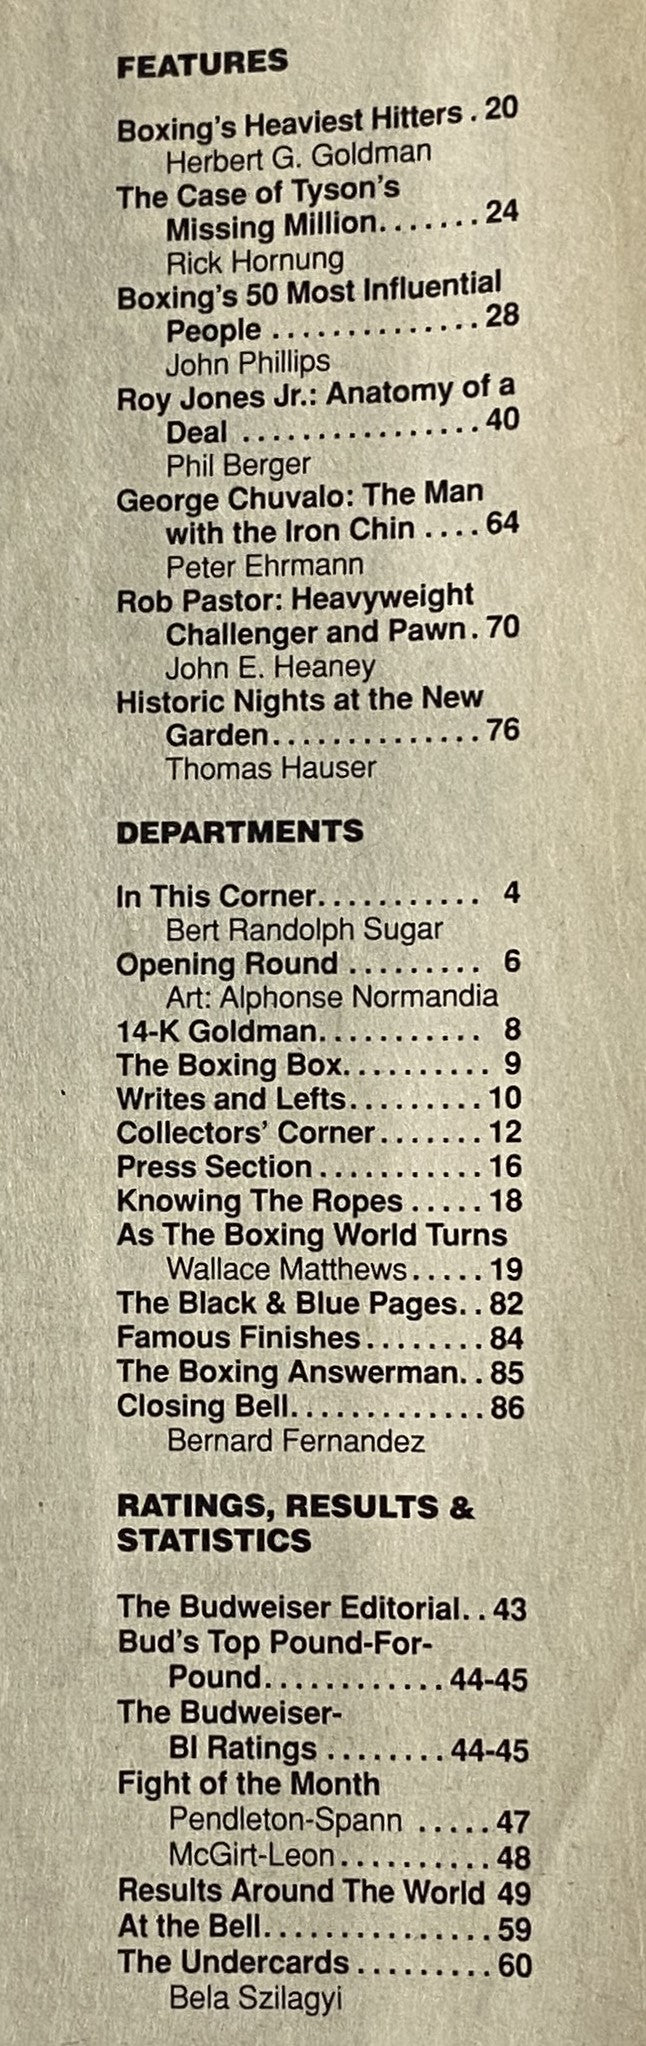 FEATURES
Boxing's Heaviest Hitters . 20
Herbert G. Goldman
The Case of Tyson's
Missing Million. . . . . . . 24
Rick Hornung
Boxing's 50 Most Influential
People . . . . . . . . . . . . . . 28
John Phillips
Roy Jones Jr.: Anatomy of a
Deal . . . . . . . . . . . . . . . . 40
Phil Berger
George Chuvalo: The Man
with the Iron Chin . . . . 64
Peter Ehrmann
Rob Pastor: Heavyweight
Challenger and Pawn . 70
John E. Heaney
Historic Nights at the New
Garden. . . . . . . . . . . . . . 76
Thomas Hauser
DEPARTMENTS
In This Corner. . . . . . . . . . . 4
Bert Randolph Sugar
Opening Round . . . . . . . . . 6
Art: Alphonse Normandia
14-K Goldman. . . . . . . . . . . 8
The Boxing Box. . . . . . . . . . 9
Writes and Lefts. . . . . . . . . 10
Collectors' Corner . . . . . . . 12
Press Section . . . . . . . . . . . 16
Knowing The Ropes . . . . . 18
As The Boxing World Turns
Wallace Matthews. . . . . 19
The Black & Blue Pages. . 82
Famous Finishes . . . . . . . . 84
The Boxing Answerman. . 85
Closing Bell. . . . . . . . . . . . . 86
Bernard Fernandez
RATINGS, RESULTS &
STATISTICS
The Budweiser Editorial. . 43
Bud's Top Pound-For-
Pound. . . . . . . . . . . . 44-45
The Budweiser-
BI Ratings . . . . . . . . 44-45
Fight of the Month
Pendleton-Spann . . . . . 47
McGirt-Leon. . . . . . . . . . 48
Results Around The World 49
At the Bell. . . . . . . . . . . . . . . 59
The Undercards . . . . . . . . . 60
Bela Szilagyi